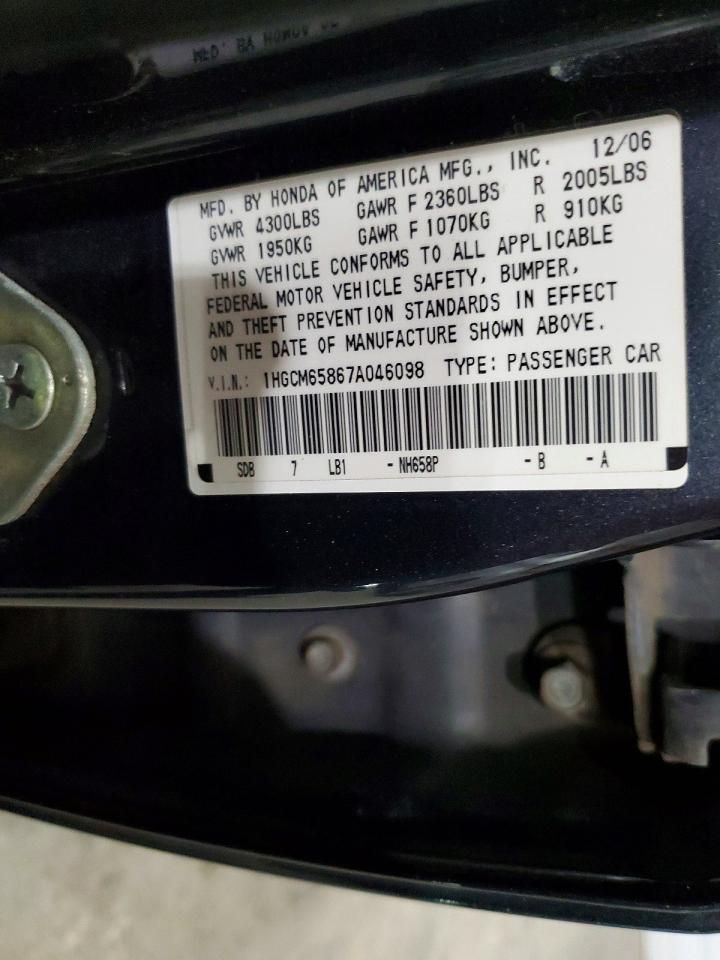 MFD. BY HONDA OF AMERICA MFG., INC. 12/06
GVWR 4300LBS GAWR F 2360LBS R 2005LBS
GVWR 1950KG GAWR F 1070KG R 910KG
THIS VEHICLE CONFORMS TO ALL APPLICABLE
FEDERAL MOTOR VEHICLE SAFETY, BUMPER,
AND THEFT PREVENTION STANDARDS IN EFFECT
ON THE DATE OF MANUFACTURE SHOWN ABOVE.
V.I.N.: 1HGCM65867A046098 TYPE: PASSENGER CAR
SDB 7 LB1 - NH658P - B - A